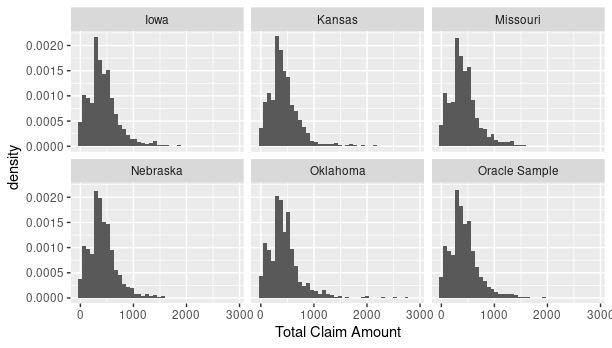 Iowa Kansas Missouri
0.0020
0.0015
0.0010
0.0005
0.0000
density
Nebraska Oklahoma Oracle Sample
0.0020
0.0015
0.0010
0.0005
0.0000
0 1000 2000 3000 0 1000 2000 3000 0 1000 2000 3000
Total Claim Amount